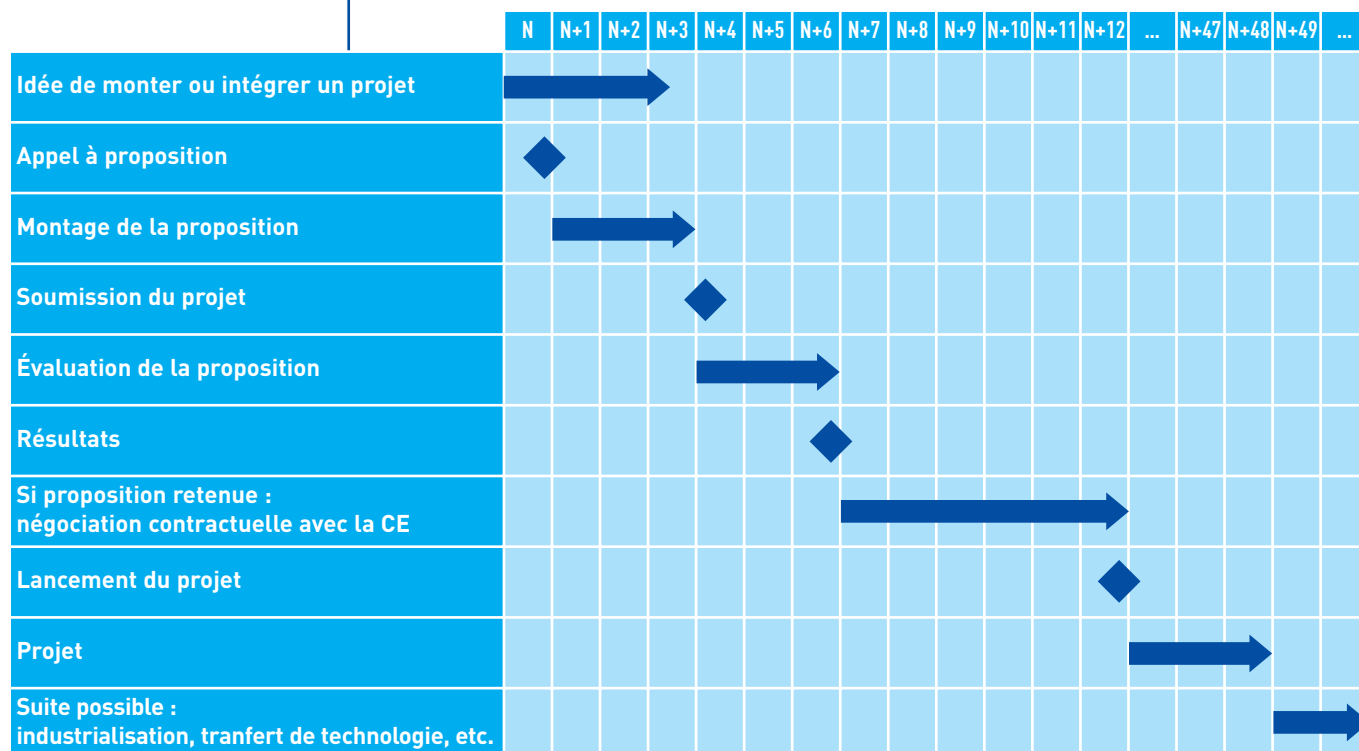 N N+1 N+2 N+3 N+4 N+5 N+6 N+7 N+8 N+9 N+10 N+11 N+12 ... N+47 N+48 N+49 ...
Idée de monter ou intégrer un projet
Appel à proposition
Montage de la proposition
Soumission du projet
Évaluation de la proposition
Résultats
Si proposition retenue :
négociation contractuelle avec la CE
Lancement du projet
Projet
Suite possible :
industrialisation, tranfert de technologie, etc.